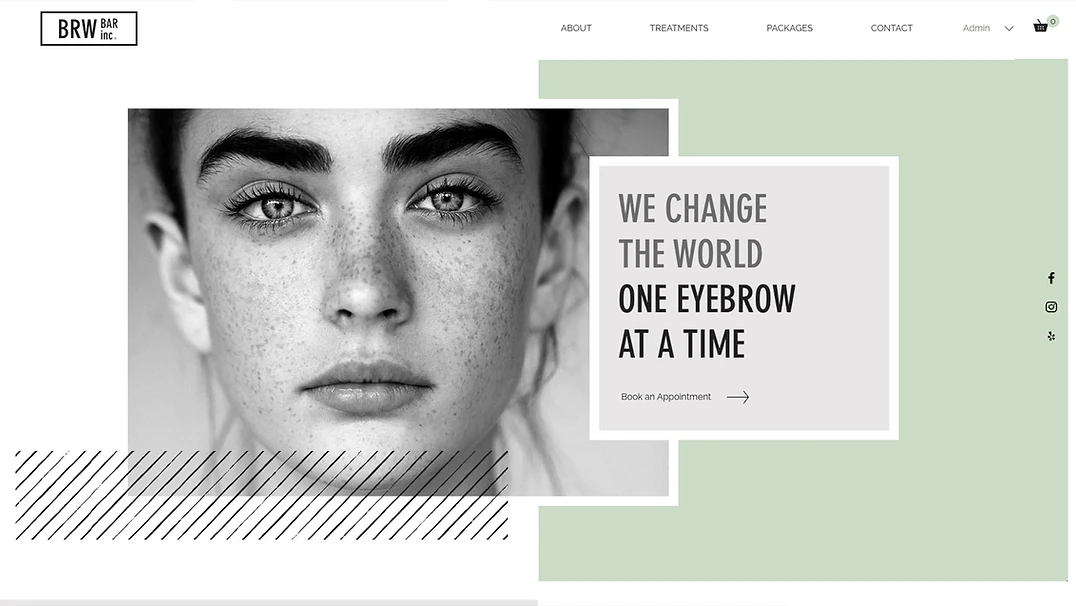 BRW BAR inc.
ABOUT
TREATMENTS
PACKAGES
CONTACT
Admin
0
WE CHANGE
THE WORLD
ONE EYEBROW
AT A TIME
Book an Appointment